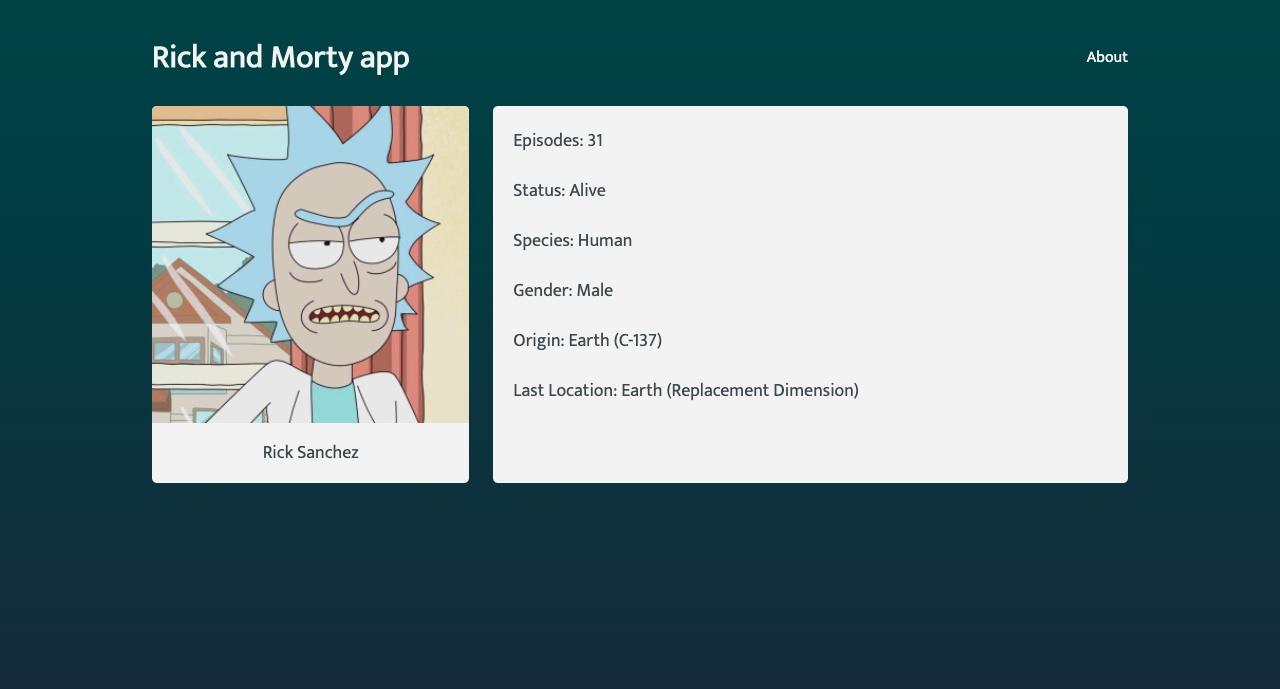 Rick and Morty app
About
Episodes: 31
Status: Alive
Species: Human
Gender: Male
Origin: Earth (C-137)
Last Location: Earth (Replacement Dimension)
Rick Sanchez